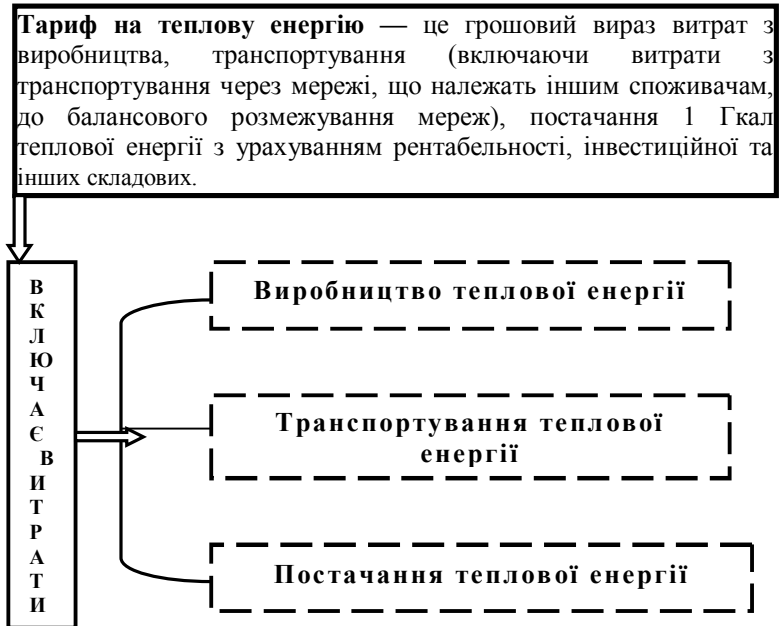 Тариф на теплову енергію — це грошовий вираз витрат з
виробництва, транспортування (включаючи витрати з
транспортування через мережі, що належать іншим споживачам,
до балансового розмежування мереж), постачання 1 Гкал
теплової енергії з урахуванням рентабельності, інвестиційної та
інших складових.
ВКЛЮЧАЄ ВИТРАТИ
Виробництво теплової енергії
Транспортування теплової
енергії
Постачання теплової енергії